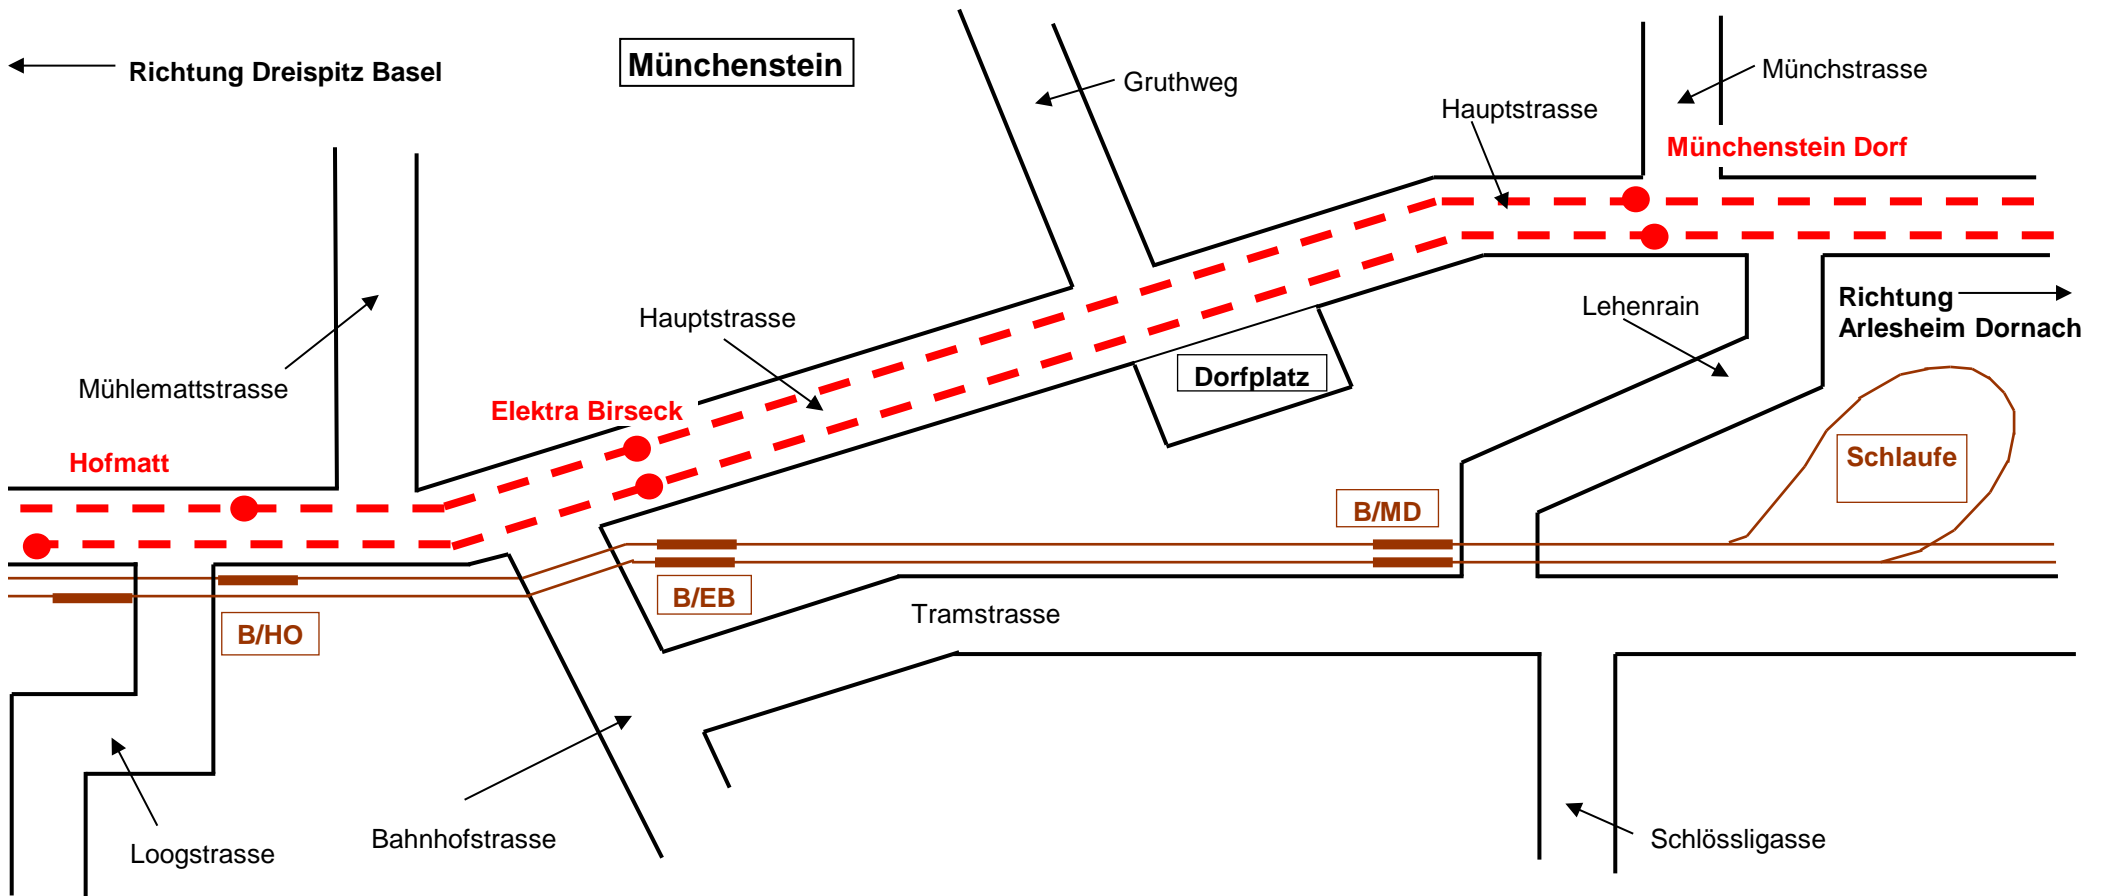 Richtung Dreispitz Basel
Münchenstein
Gruthweg
Münchstrasse
Hauptstrasse
Münchenstein Dorf
Hauptstrasse
Lehenrain
Richtung
Arlesheim Dornach
Mühlemattstrasse
Dorfplatz
Elektra Birseck
Hofmatt
Schlaufe
B/MD
B/EB
B/HO
Tramstrasse
Loogstrasse
Bahnhofstrasse
Schlössligasse